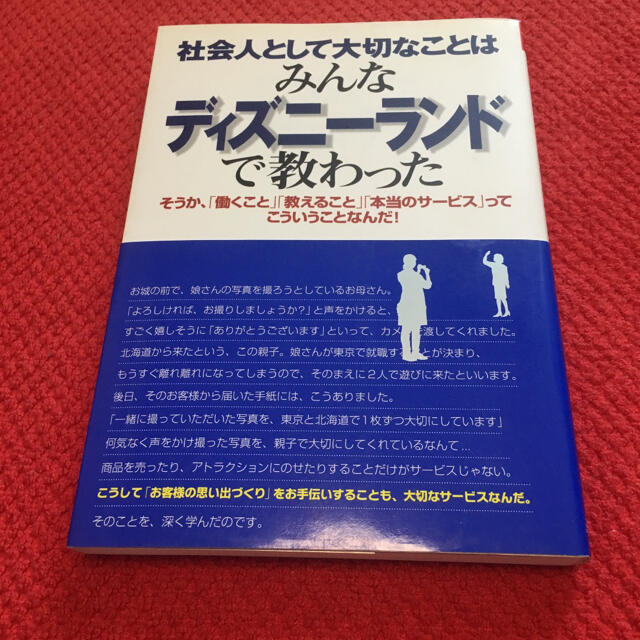 社会人として大切なことは
みんな
ディズニーランド
で教わった
そうか、「働くこと」「教えること」「本当のサービス」って
こういうことなんだ!
お城の前で、娘さんの写真を撮ろうとしているお母さん。
「よろしければ、お撮りしましょうか?」と声をかけると、
すごく嬉しそうに「ありがとうございます」といって、カメ を渡してくれました。
北海道から来たという、この親子。娘さんが東京で就職す とが決まり、
もうすぐ離れ離れになってしまうので、そのまえに2人で遊びに来たといいます。
後日、そのお客様から届いた手紙には、こうありました。
「一緒に撮っていただいた写真を、東京と北海道で1枚ずつ大切にしています」
何気なく声をかけ撮った写真を、親子で大切にしてくれているなんて…
商品を売ったり、アトラクションにのせたりすることだけがサービスじゃない。
こうして「お客様の思い出づくり」をお手伝いすることも、大切なサービスなんだ。
そのことを、深く学んだのです。